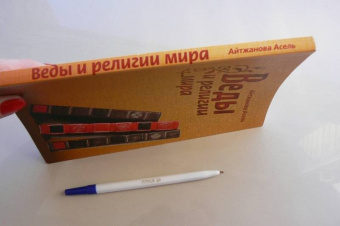 Веды и религии мира Айтжанова Асель
Веды
и религии
мира